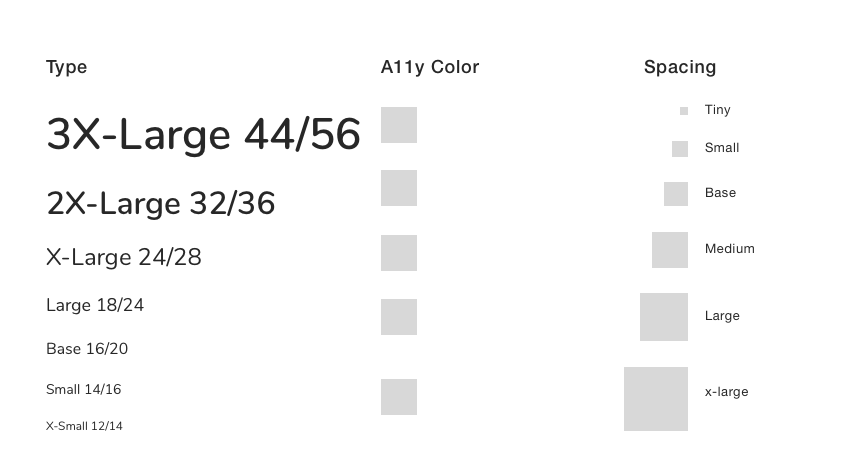 Type
3X-Large 44/56
2X-Large 32/36
X-Large 24/28
Large 18/24
Base 16/20
Small 14/16
X-Small 12/14
A11y Color
Spacing
Tiny
Small
Base
Medium
Large
x-large